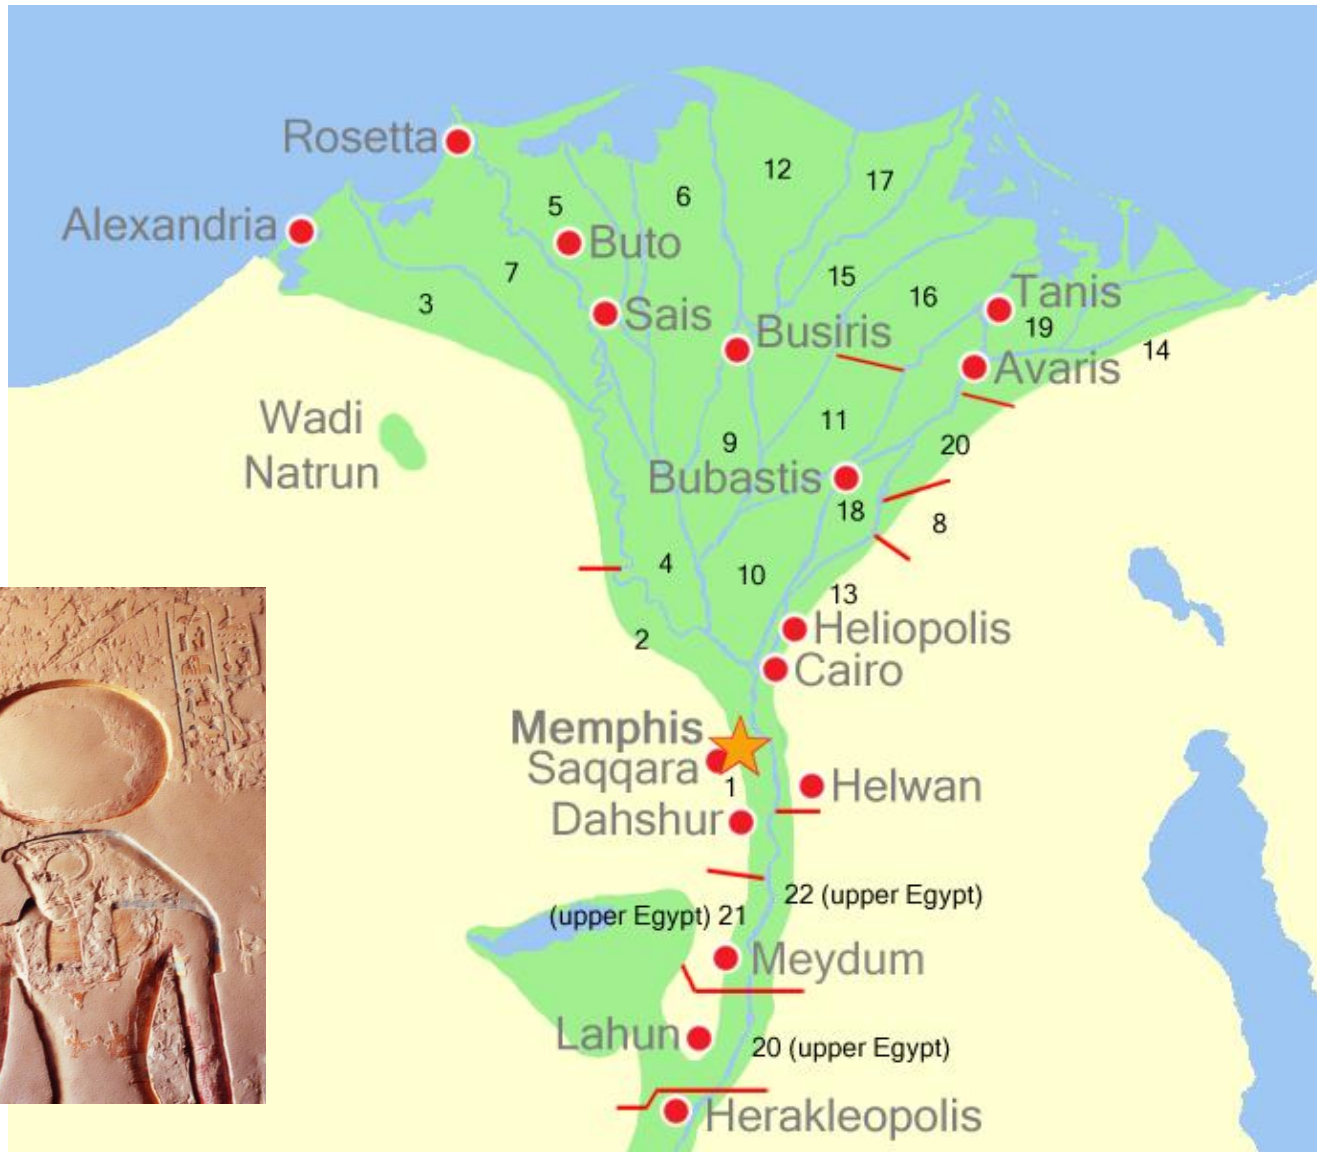 Rosetta
12
17
6
5
Alexandria
Buto
7
15
16
Tanis
3
Sais
19
Busiris
14
Avaris
Wadi
Natrun
11
9
20
Bubastis
18
8
4
10
13
2
Heliopolis
Cairo
Memphis
Saqqara
1
Helwan
Dahshur
22 (upper Egypt)
(upper Egypt) 21
Meydum
Lahun
20 (upper Egypt)
Herakleopolis